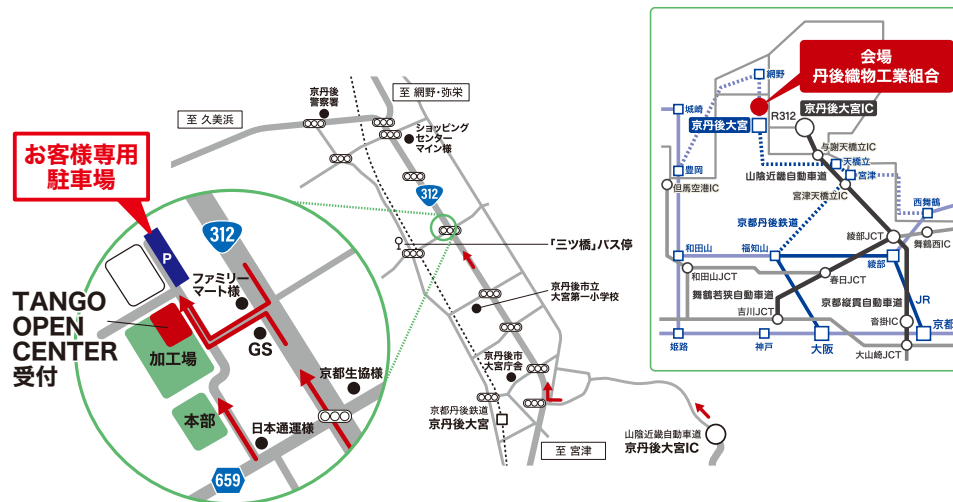 お客様専用
駐車場
P
312
ファミリー
マート様
TANGO
OPEN
CENTER
受付
加工場
GS
京都生協様
本部
日本通運様
659
至 久美浜
京丹後
警察署
至 網野・弥栄
ショッピング
センター
マイン様
312
「三ツ橋」バス停
京丹後市立
大宮第一小学校
京丹後市
大宮庁舎
京都丹後鉄道
京丹後大宮
至 宮津
山陰近畿自動車道
京丹後大宮IC
会場
丹後織物工業組合
網野
城崎
京丹後大宮
R312
京丹後大宮IC
与謝天橋立IC
豊岡
天橋立
宮津
山陰近畿自動車道
但馬空港IC
宮津天橋立IC
西舞鶴
京都丹後鉄道
綾部JCT
舞鶴西IC
和田山
福知山
綾部
和田山JCT
春日JCT
舞鶴若狭自動車道
京都縦貫自動車道
JR
吉川JCT
沓掛IC
姫路
神戸
大阪
京都
大山崎JCT